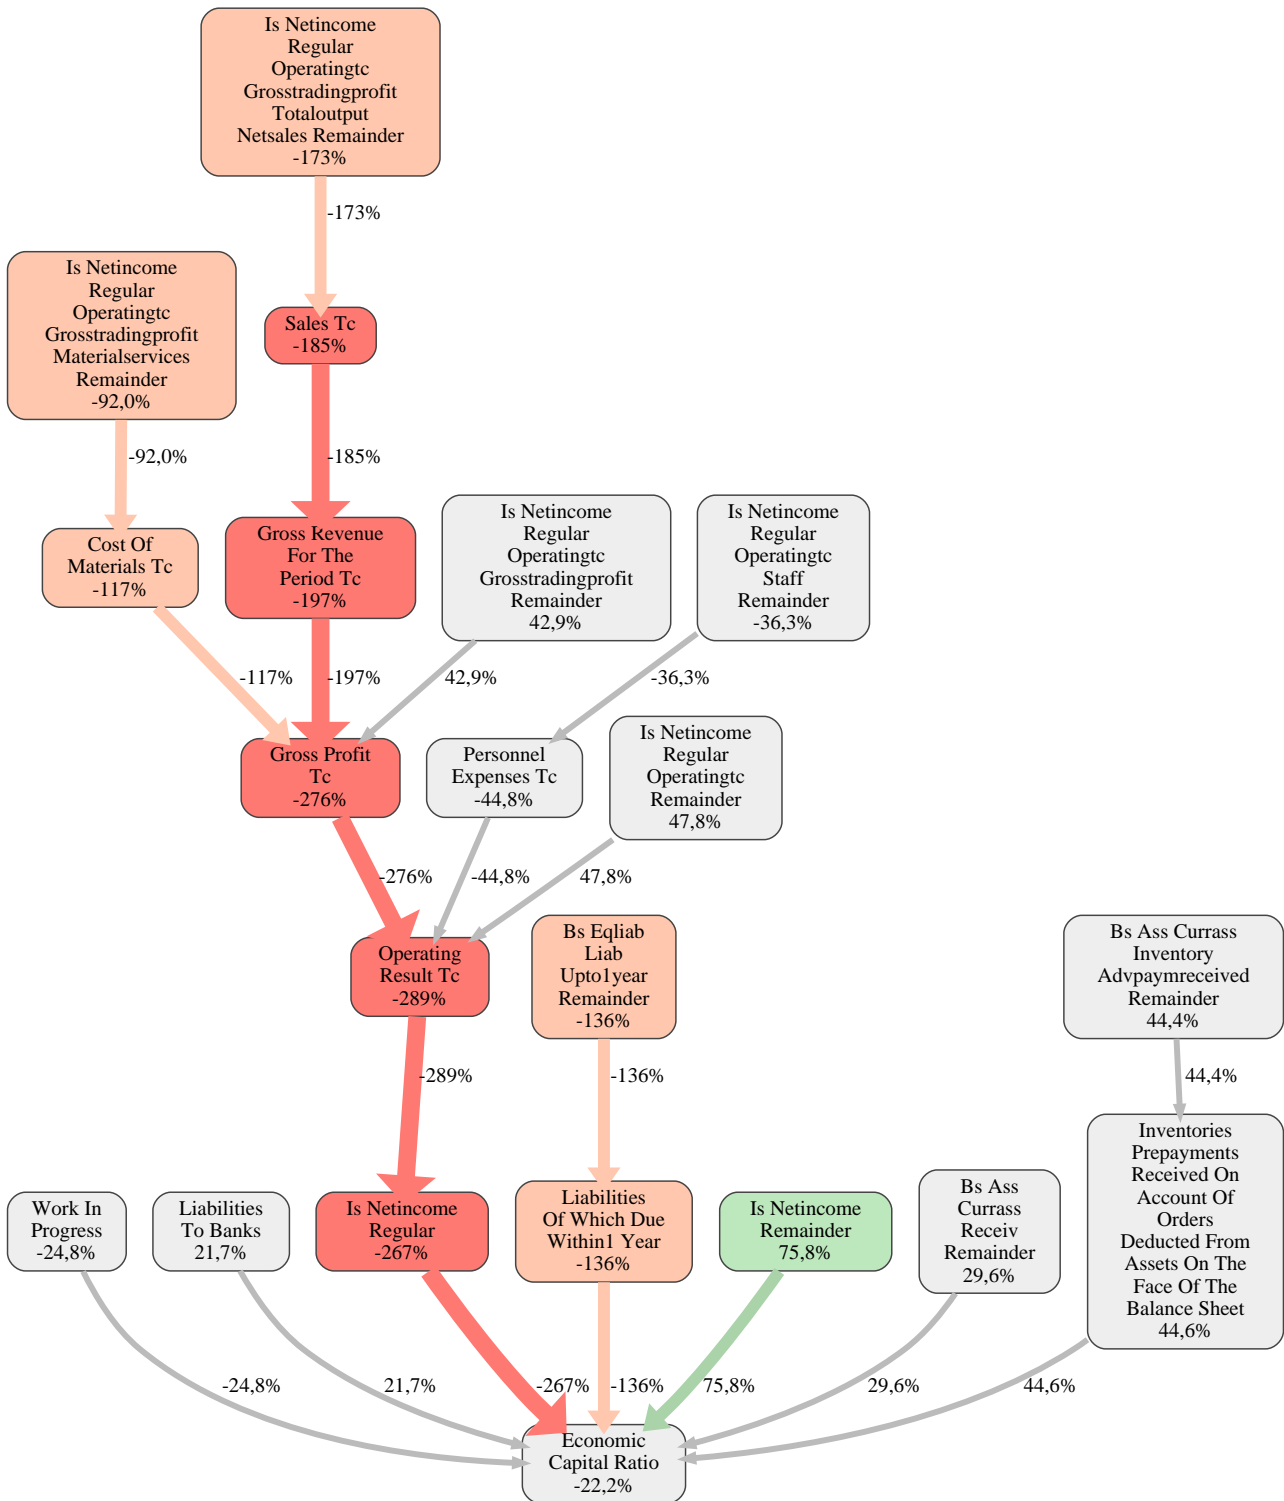 Is Netincome
Regular
Operatingtc
Grosstradingprofit
Totaloutput
Netsales Remainder
-173%
-173%
Is Netincome
Regular
Operatingtc
Grosstradingprofit
Materialservices
Remainder
-92,0%
Sales Tc
-185%
-92,0%
-185%
Cost Of
Materials Tc
-117%
Gross Revenue
For The
Period Tc
-197%
Is Netincome
Regular
Operatingtc
Grosstradingprofit
Remainder
42,9%
Is Netincome
Regular
Operatingtc
Staff
Remainder
-36,3%
-117%
-197%
42,9%
-36,3%
Gross Profit
Tc
-276%
Personnel
Expenses Tc
-44,8%
Is Netincome
Regular
Operatingtc
Remainder
47,8%
-276%
-44,8%
47,8%
Operating
Result Tc
-289%
Bs Eqliab
Liab
Upto1year
Remainder
-136%
Bs Ass Currass
Inventory
Advpaymreceived
Remainder
44,4%
-289%
-136%
44,4%
Work In
Progress
-24,8%
Liabilities
To Banks
21,7%
Is Netincome
Regular
-267%
Liabilities
Of Which Due
Within1 Year
-136%
Is Netincome
Remainder
75,8%
Bs Ass
Currass
Receiv
Remainder
29,6%
Inventories
Prepayments
Received On
Account Of
Orders
Deducted From
Assets On The
Face Of The
Balance Sheet
44,6%
-24,8%
21,7%
-267%
-136%
75,8%
29,6%
44,6%
Economic
Capital Ratio
-22,2%